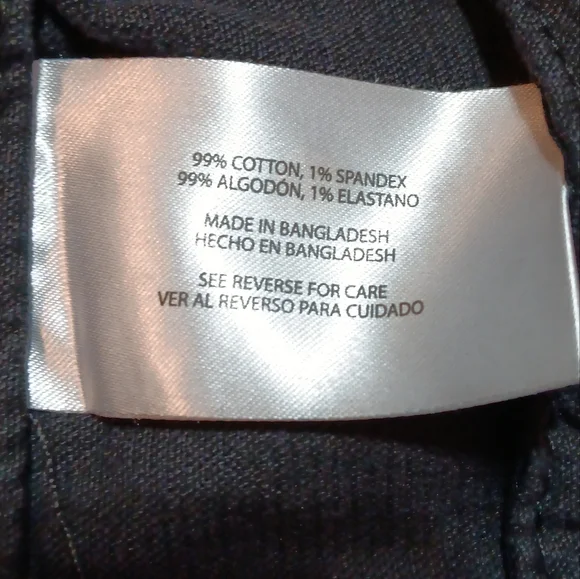 99% COTTON, 1% SPANDEX
99% ALGODÓN, 1% ELASTANO
MADE IN BANGLADESH
HECHO EN BANGLADESH
SEE REVERSE FOR CARE
VER AL REVERSO PARA CUIDADO